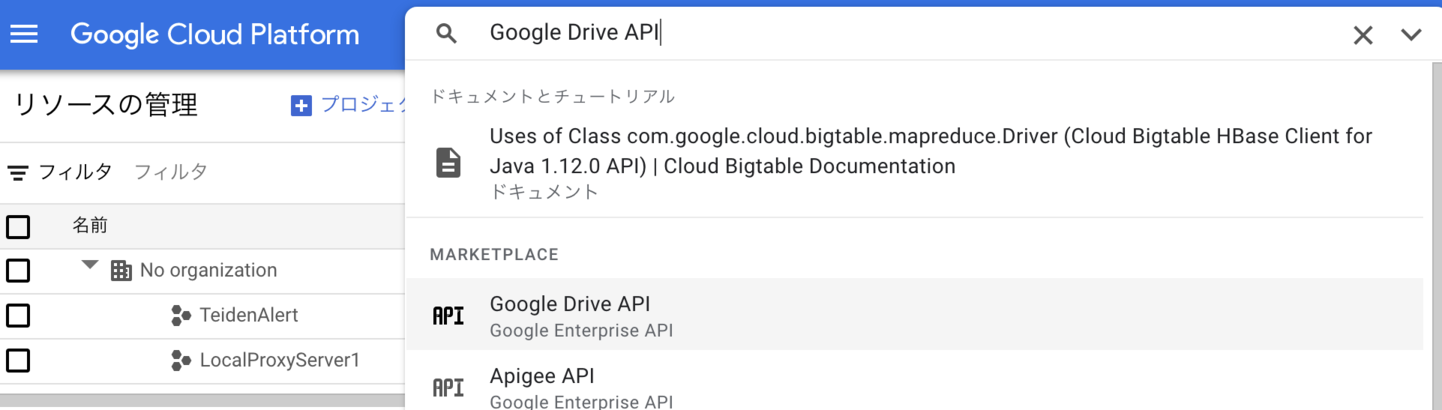 Google Cloud Platform
Google Drive API
リソースの管理
プロジェク
フィルタ フィルタ
名前
No organization
TeidenAlert
LocalProxyServer1
ドキュメントとチュートリアル
Uses of Class com.google.cloud.bigtable.mapreduce.Driver (Cloud Bigtable HBase Client for
Java 1.12.0 API) | Cloud Bigtable Documentation
ドキュメント
MARKETPLACE
API Google Drive API
Google Enterprise API
API Apigee API
Google Enterprise API